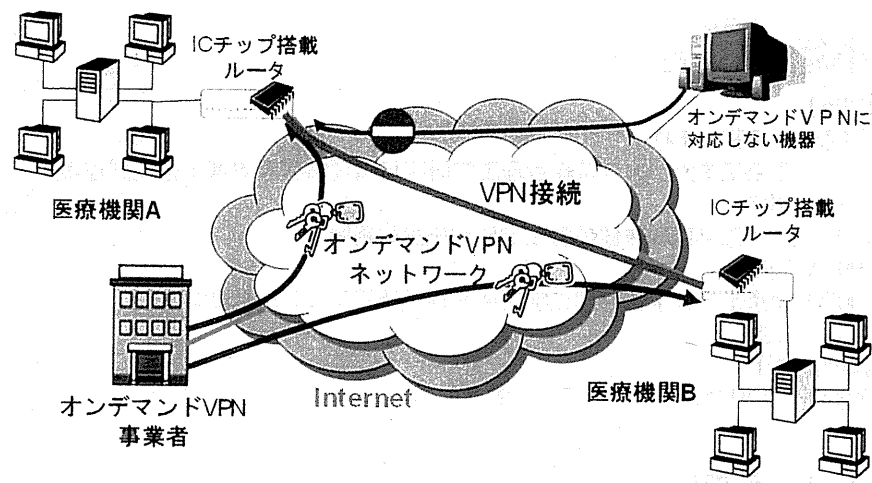 ICチップ搭載
ルータ
オンデマンドVPNに
対応しない機器
医療機関A
VPN接続
ICチップ搭載
ルータ
オンデマンドVPN
ネットワーク
Internet
医療機関B
オンデマンドVPN
事業者